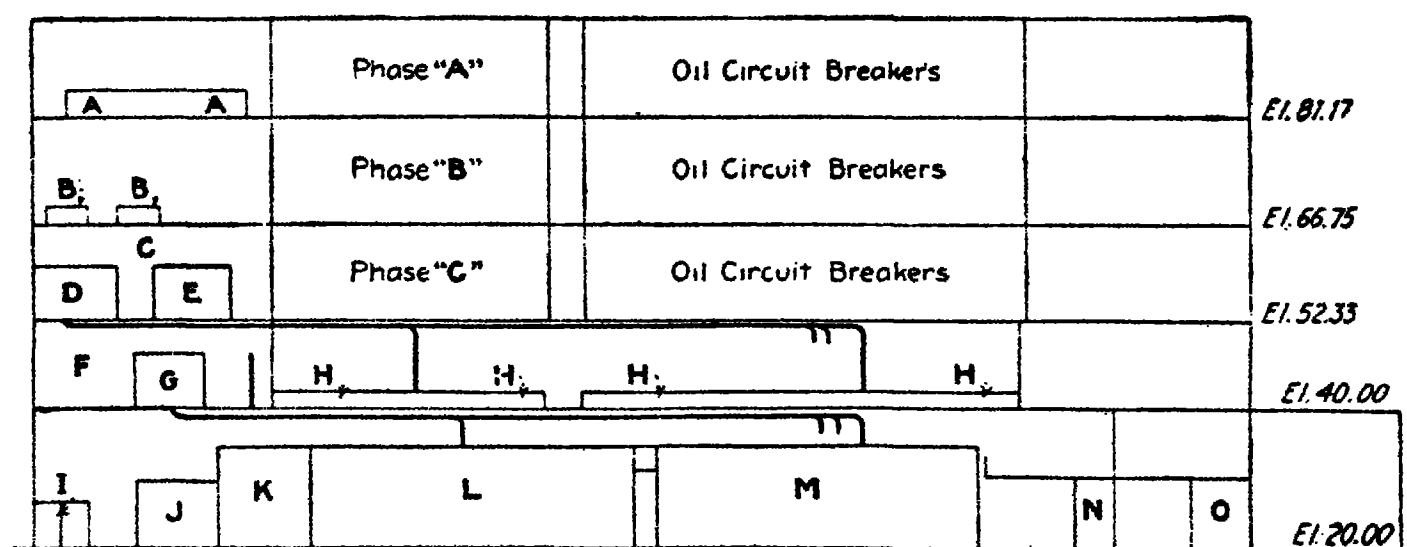 Phase "A" Oil Circuit Breakers
A A
El. 81.17
Phase "B" Oil Circuit Breakers
B B
El. 66.75
C
Phase "C" Oil Circuit Breakers
D E
El. 52.33
F G H H H H
El. 40.00
I J K L M N O
El. 20.00